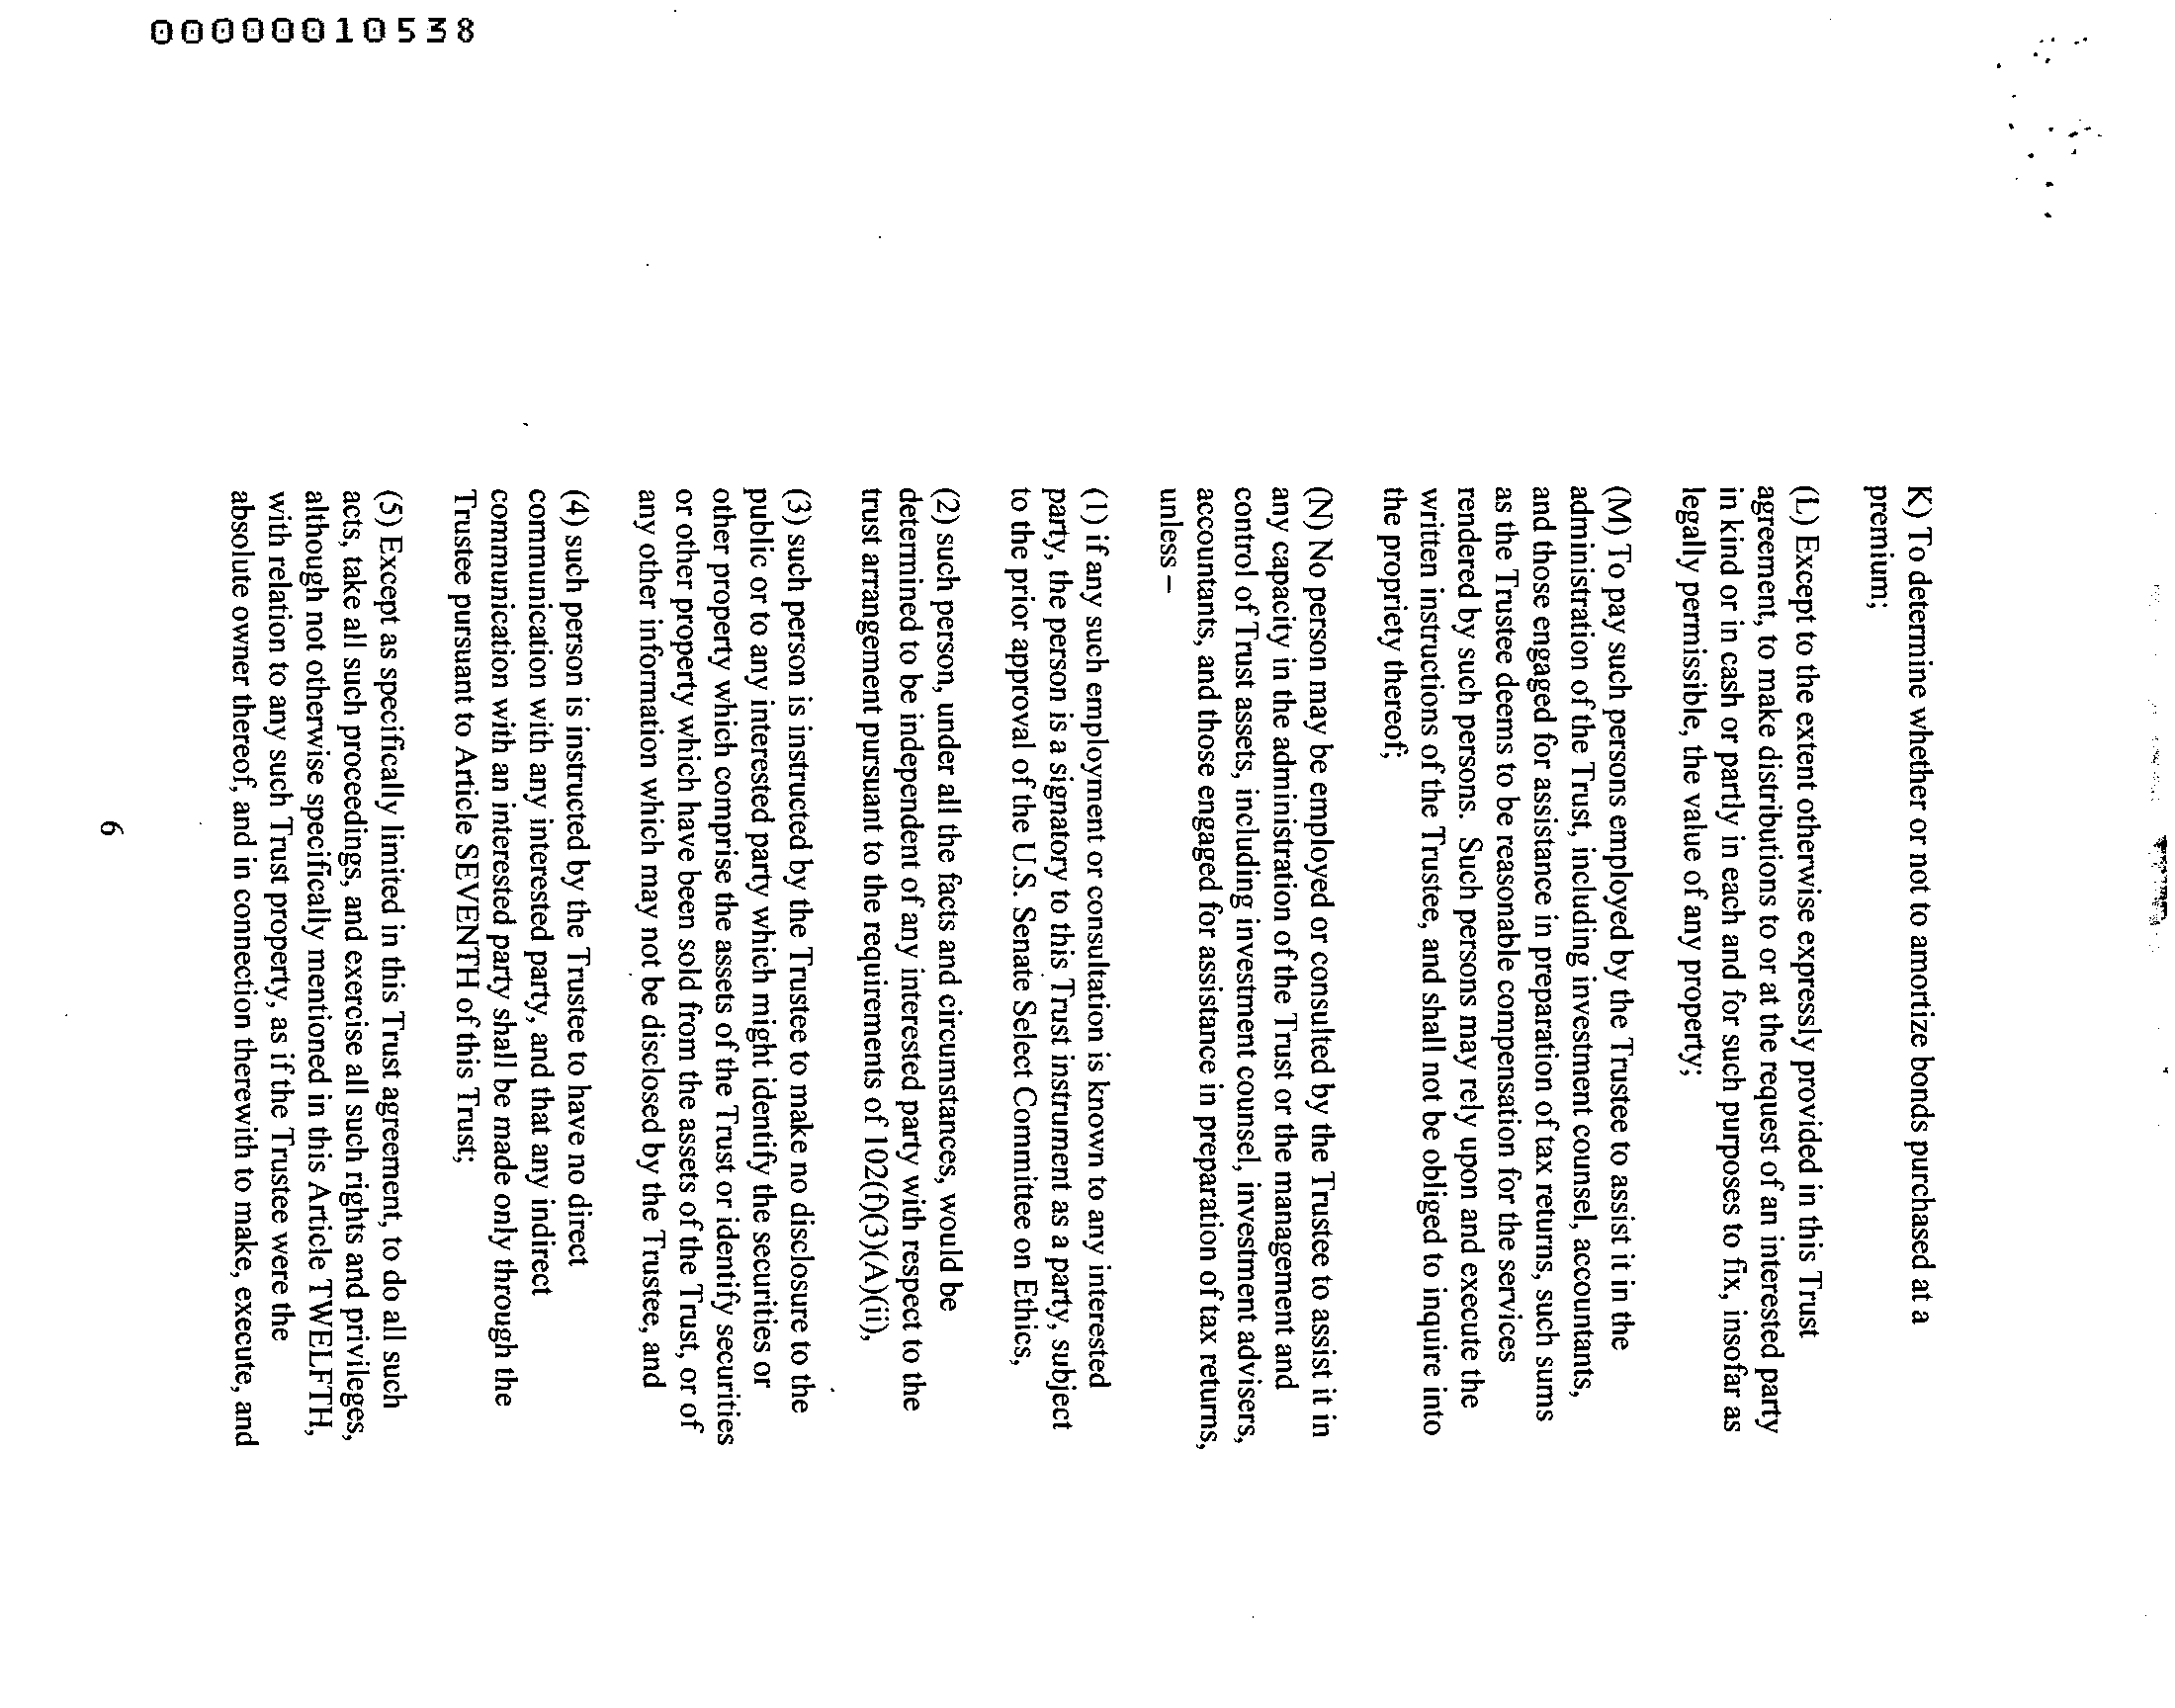 00000010538
K) To determine whether or not to amortize bonds purchased at a
premium;
(L) Except to the extent otherwise expressly provided in this Trust
agreement, to make distributions to or at the request of an interested party
in kind or in cash or partly in each and for such purposes to fix, insofar as
legally permissible, the value of any property;
(M) To pay such persons employed by the Trustee to assist it in the
administration of the Trust, including investment counsel, accountants,
and those engaged for assistance in preparation of tax returns, such sums
as the Trustee deems to be reasonable compensation for the services
rendered by such persons. Such persons may rely upon and execute the
written instructions of the Trustee, and shall not be obliged to inquire into
the propriety thereof;
(N) No person may be employed or consulted by the Trustee to assist it in
any capacity in the administration of the Trust or the management and
control of Trust assets, including investment counsel, investment advisers,
accountants, and those engaged for assistance in preparation of tax returns,
unless –
(1) if any such employment or consultation is known to any interested
party, the person is a signatory to this Trust instrument as a party, subject
to the prior approval of the U.S. Senate Select Committee on Ethics,
(2) such person, under all the facts and circumstances, would be
determined to be independent of any interested party with respect to the
trust arrangement pursuant to the requirements of 102(f)(3)(A)(ii),
(3) such person is instructed by the Trustee to make no disclosure to the
public or to any interested party which might identify the securities or
other property which comprise the assets of the Trust or identify securities
or other property which have been sold from the assets of the Trust, or of
any other information which may not be disclosed by the Trustee, and
(4) such person is instructed by the Trustee to have no direct
communication with any interested party, and that any indirect
communication with an interested party shall be made only through the
Trustee pursuant to Article SEVENTH of this Trust;
(5) Except as specifically limited in this Trust agreement, to do all such
acts, take all such proceedings, and exercise all such rights and privileges,
although not otherwise specifically mentioned in this Article TWELFTH,
with relation to any such Trust property, as if the Trustee were the
absolute owner thereof, and in connection therewith to make, execute, and
6